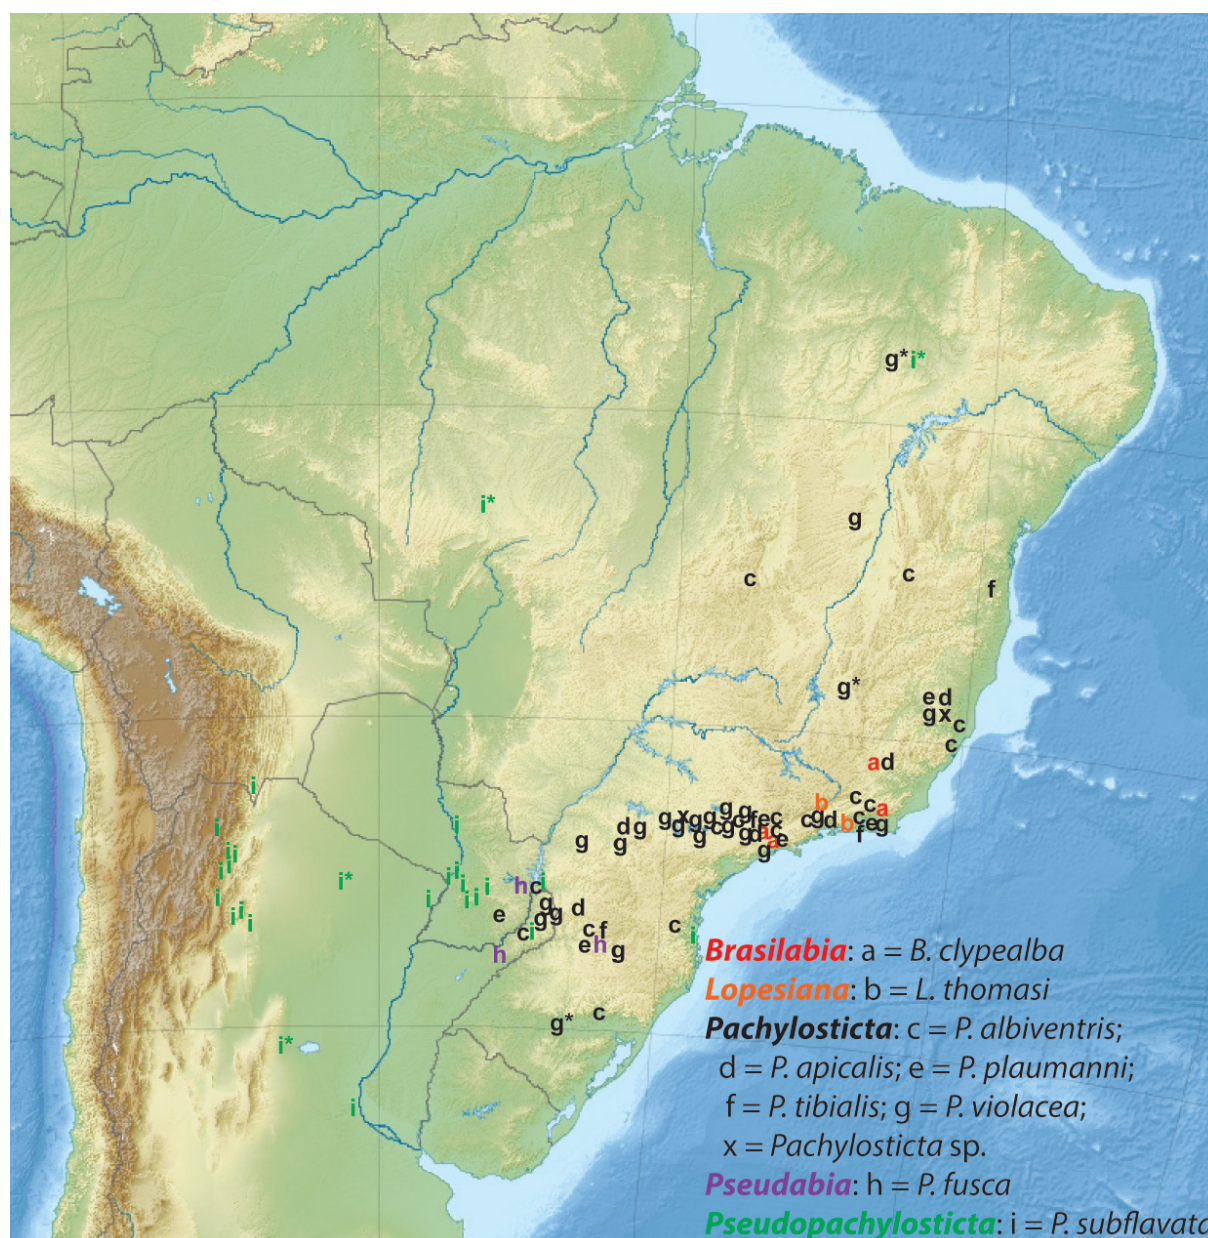 g* i*
i*
g
c c f
g*
e d
g x c
c
a d
i
b c c a
g x g g g g f e c c g d b c e g
i i d g g g c g c g d a c a e f
g g g
i i i i
i* i i i i i i h c i
i i i i i i e g g g d
c i c f c i
h e h g
g* c
i*
i
Brasilabia: a = B. clypealba
Lopesiana: b = L. thomasi
Pachylosticta: c = P. albiventris;
d = P. apicalis; e = P. plaumanni;
f = P. tibialis; g = P. violacea;
x = Pachylosticta sp.
Pseudabia: h = P. fusca
Pseudopachylosticta: i = P. subflavata